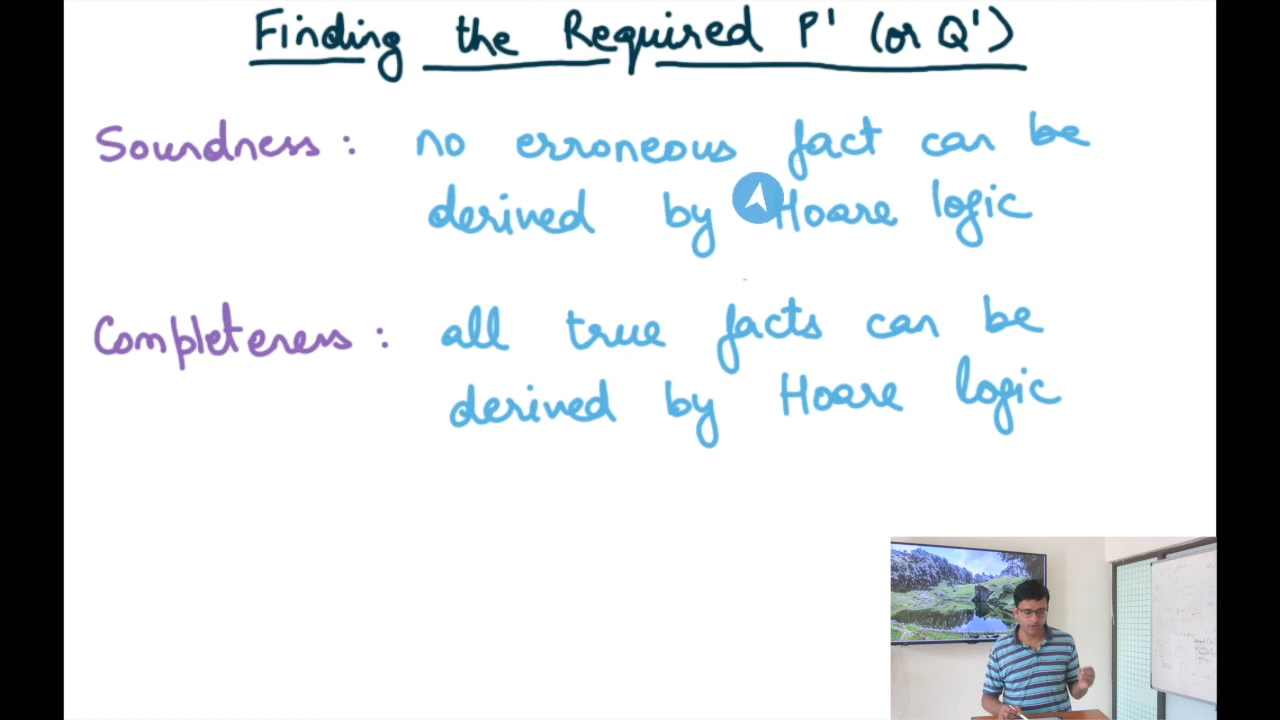 Finding the Required P' (or Q')
Soundness : no erroneous fact can be
derived by Hoare logic
Completeness : all true facts can be
derived by Hoare logic